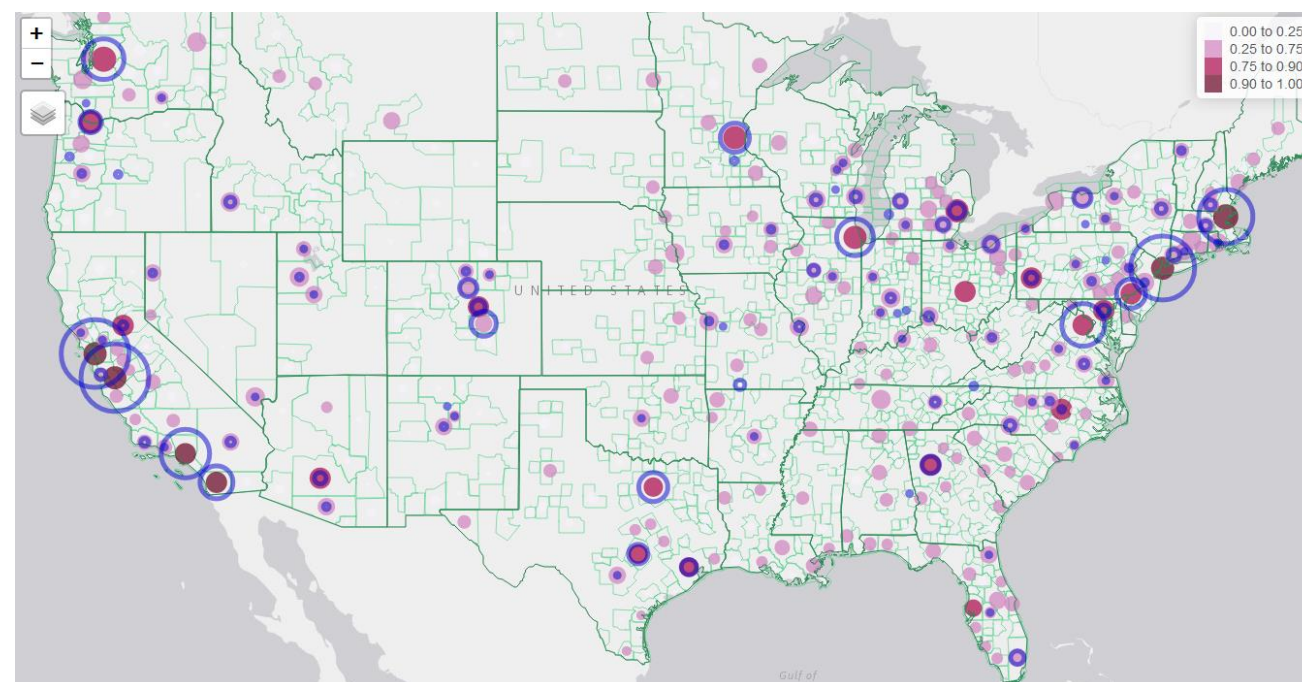 +
−
0.00 to 0.25
0.25 to 0.75
0.75 to 0.90
0.90 to 1.00
UNITED STATES
Gulf of